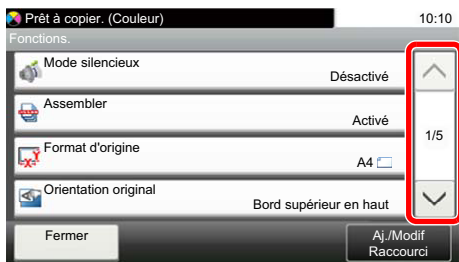 Prêt à copier. (Couleur) 10:10
Fonctions.
Mode silencieux
Désactivé
Assembler
Activé
1/5
Format d'origine
A4
Orientation original
Bord supérieur en haut
Fermer
Aj./Modif
Raccourci